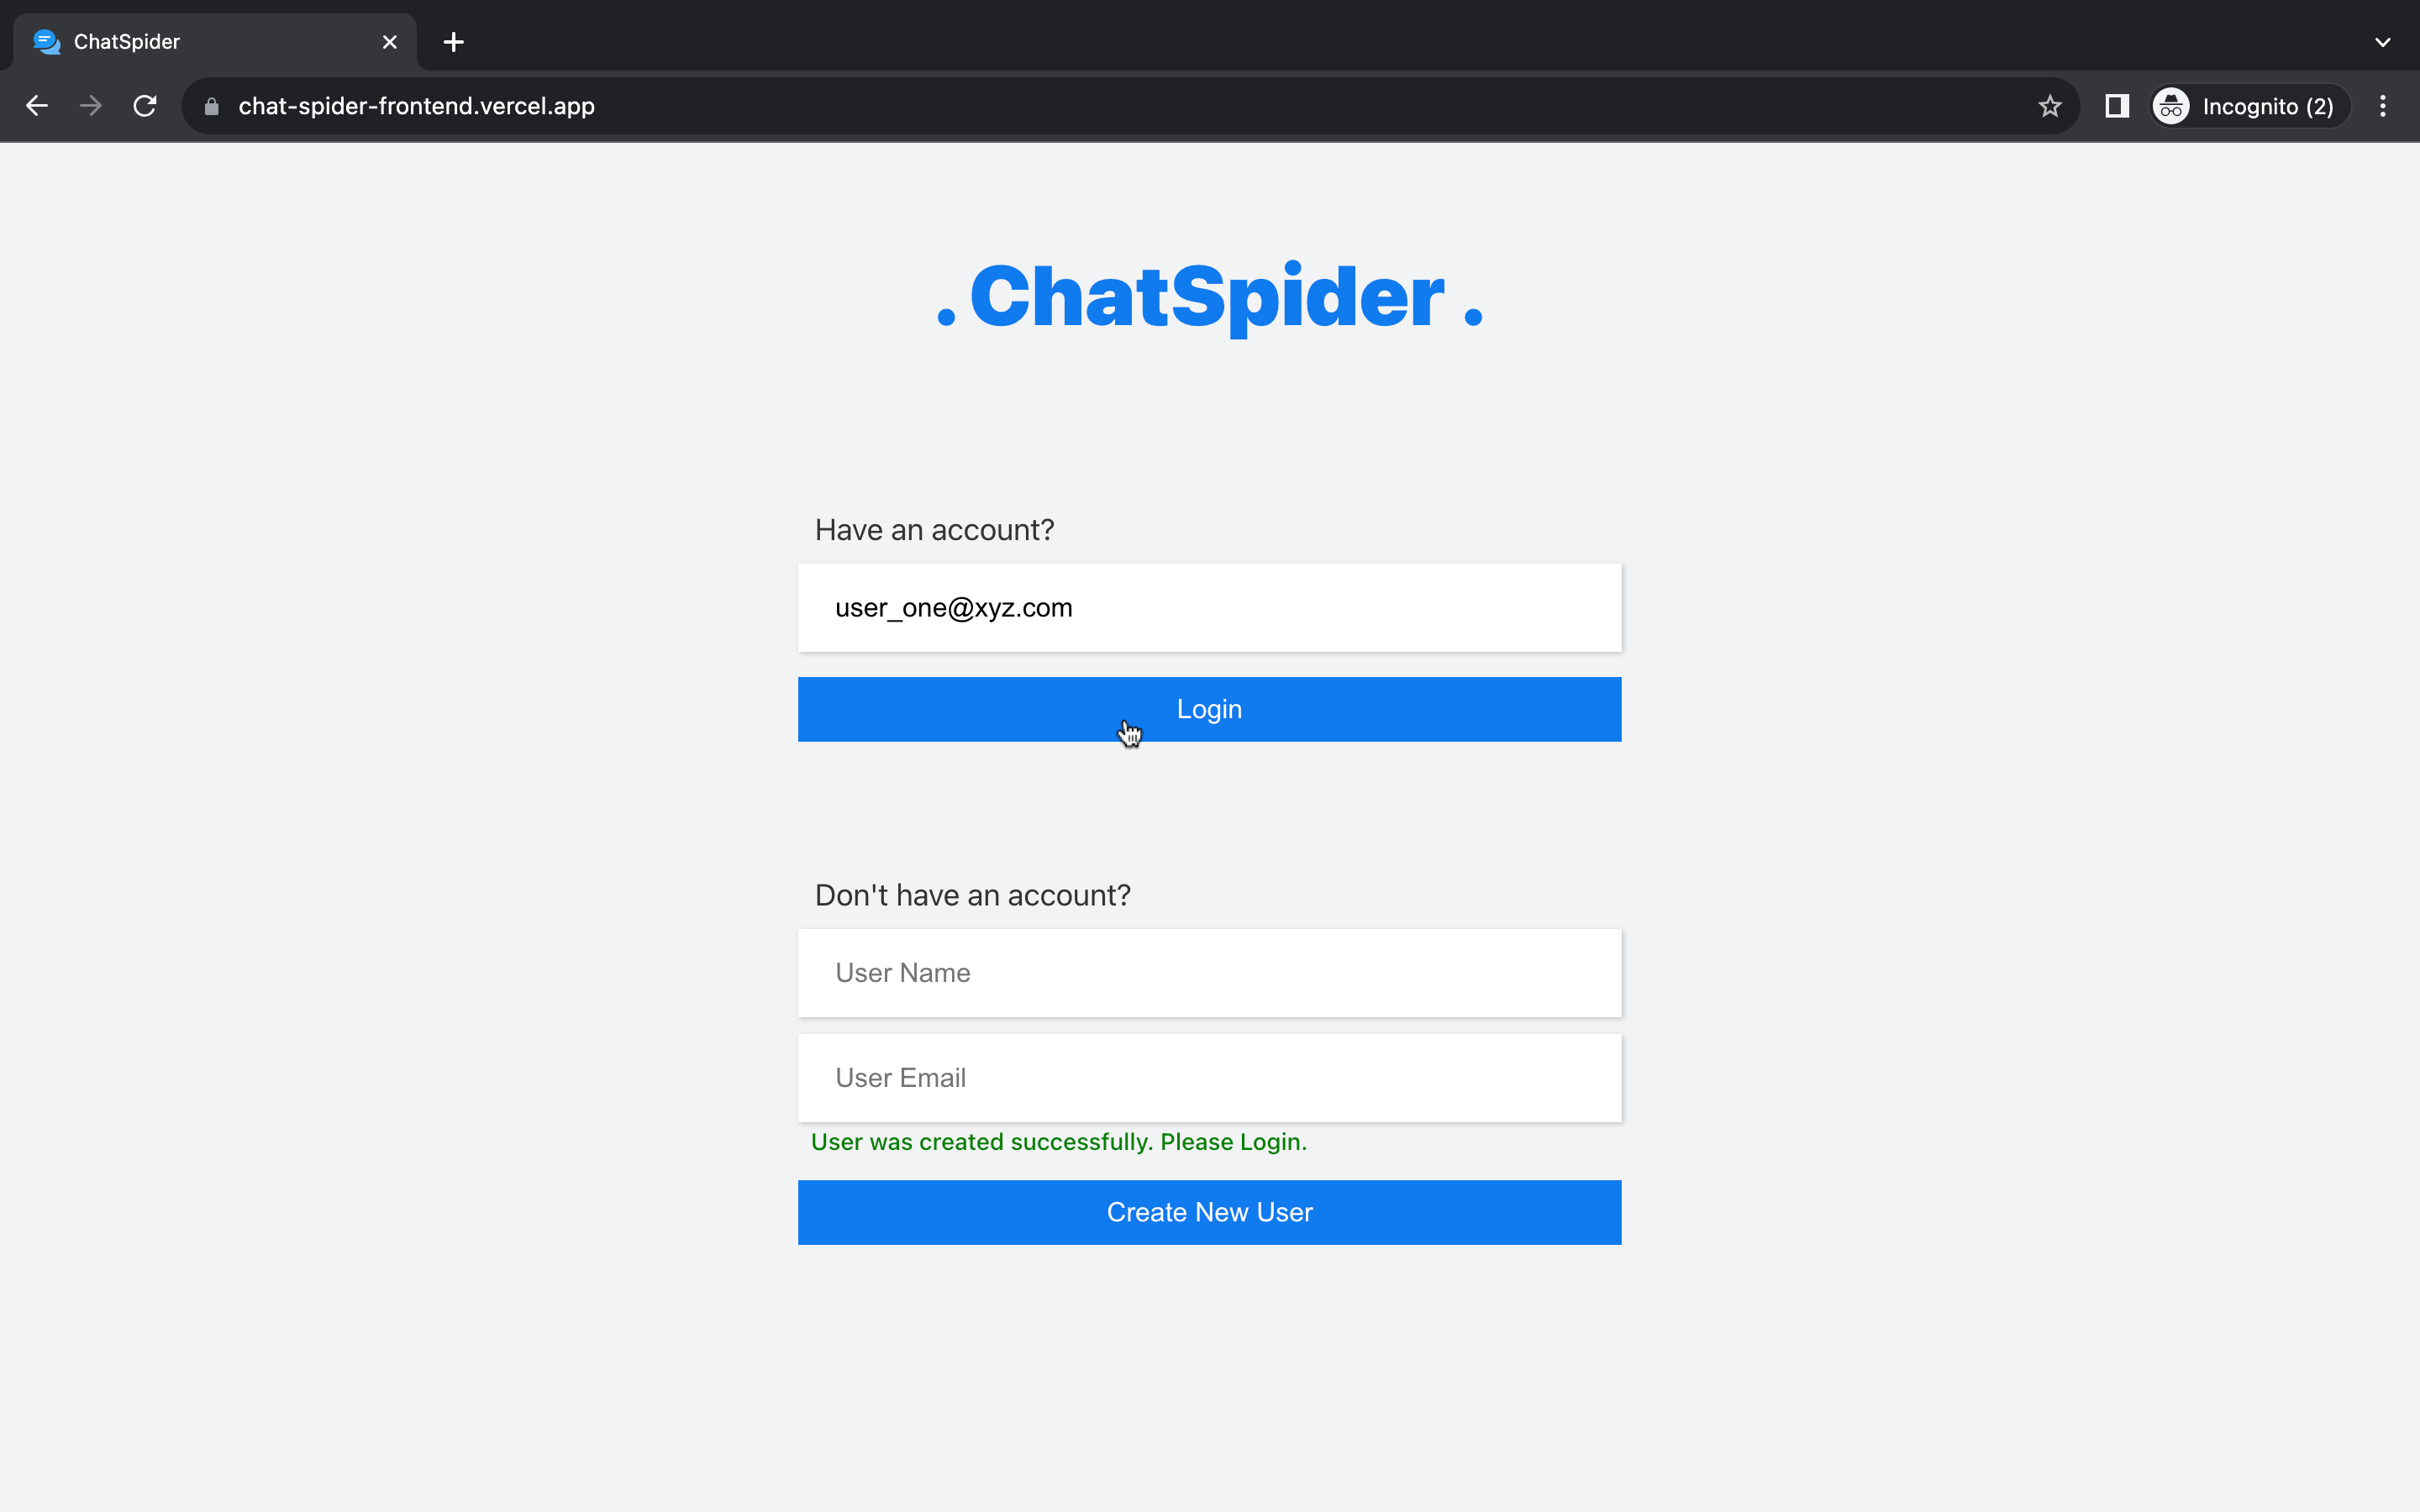 ChatSpider
chat-spider-frontend.vercel.app
Incognito (2)
. ChatSpider .
Have an account?
user_one@xyz.com
Login
Don't have an account?
User Name
User Email
User was created successfully. Please Login.
Create New User